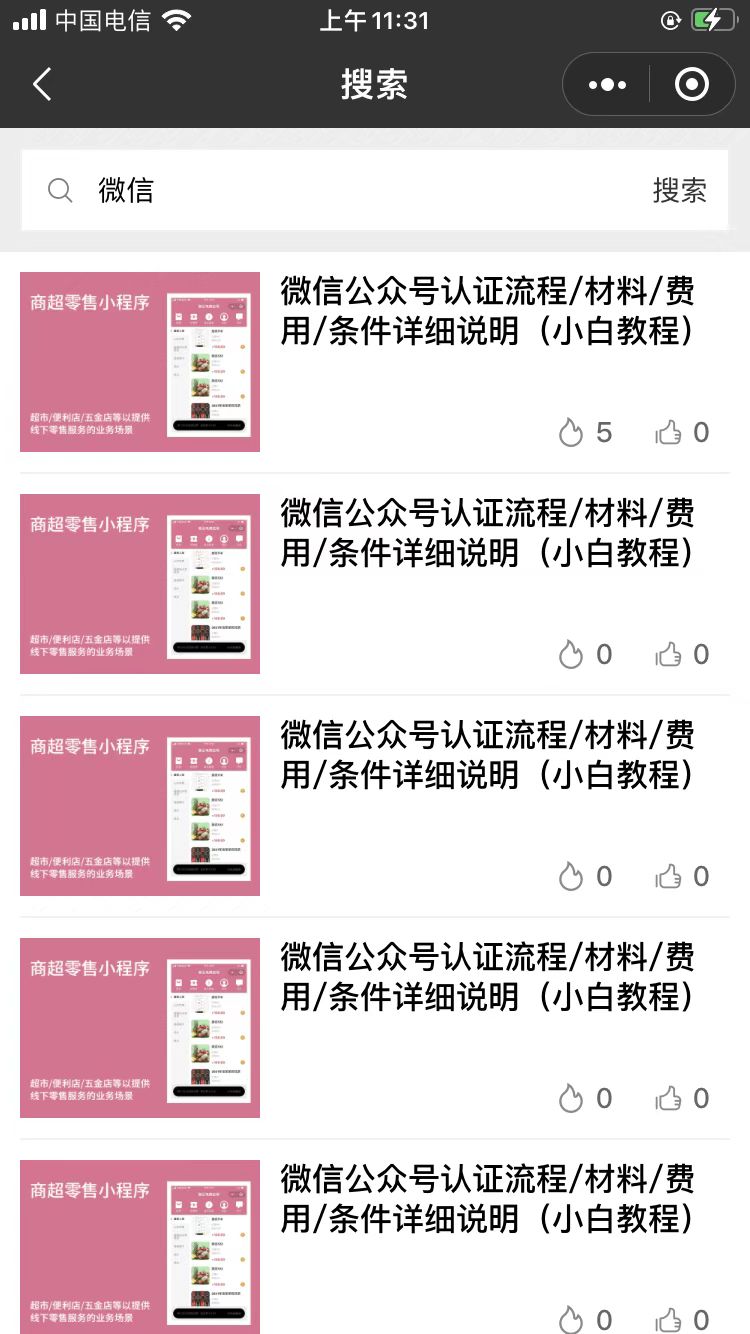 中国电信
上午11:31
搜索
微信
搜索
商超零售小程序
超市/便利店/五金店等以提供
线下零售服务的业务场景
微信公众号认证流程/材料/费
用/条件详细说明（小白教程）
5
0
商超零售小程序
超市/便利店/五金店等以提供
线下零售服务的业务场景
微信公众号认证流程/材料/费
用/条件详细说明（小白教程）
0
0
商超零售小程序
超市/便利店/五金店等以提供
线下零售服务的业务场景
微信公众号认证流程/材料/费
用/条件详细说明（小白教程）
0
0
商超零售小程序
超市/便利店/五金店等以提供
线下零售服务的业务场景
微信公众号认证流程/材料/费
用/条件详细说明（小白教程）
0
0
商超零售小程序
超市/便利店/五金店等以提供
线下零售服务的业务场景
微信公众号认证流程/材料/费
用/条件详细说明（小白教程）
0
0